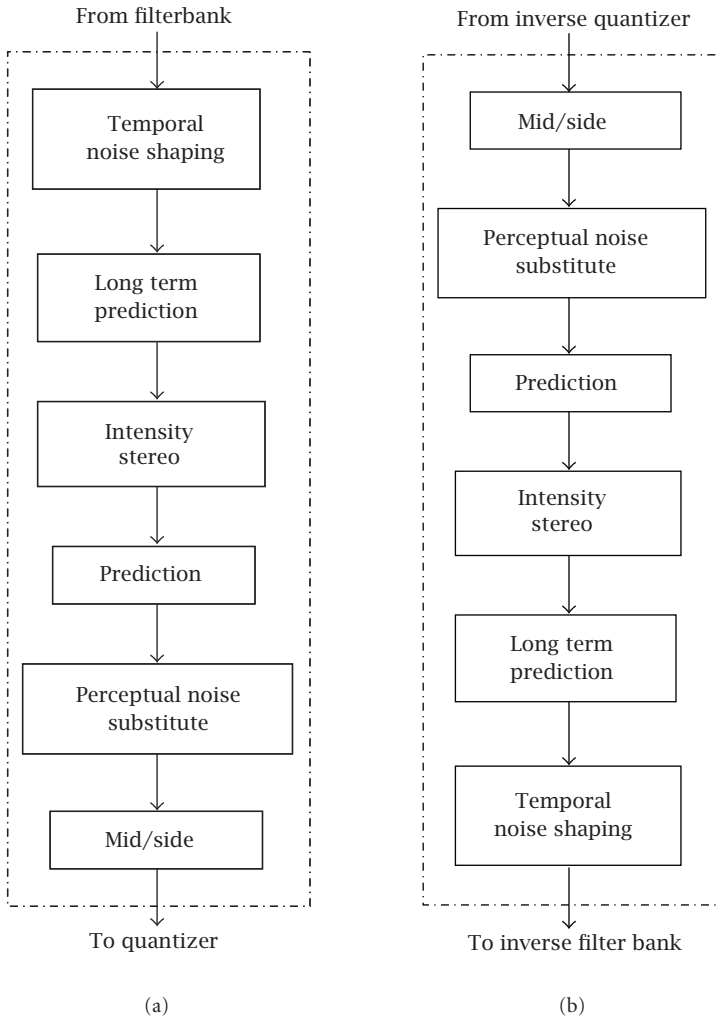 From filterbank
Temporal
noise shaping
Long term
prediction
Intensity
stereo
Prediction
Perceptual noise
substitute
Mid/side
To quantizer
(a)
From inverse quantizer
Mid/side
Perceptual noise
substitute
Prediction
Intensity
stereo
Long term
prediction
Temporal
noise shaping
To inverse filter bank
(b)